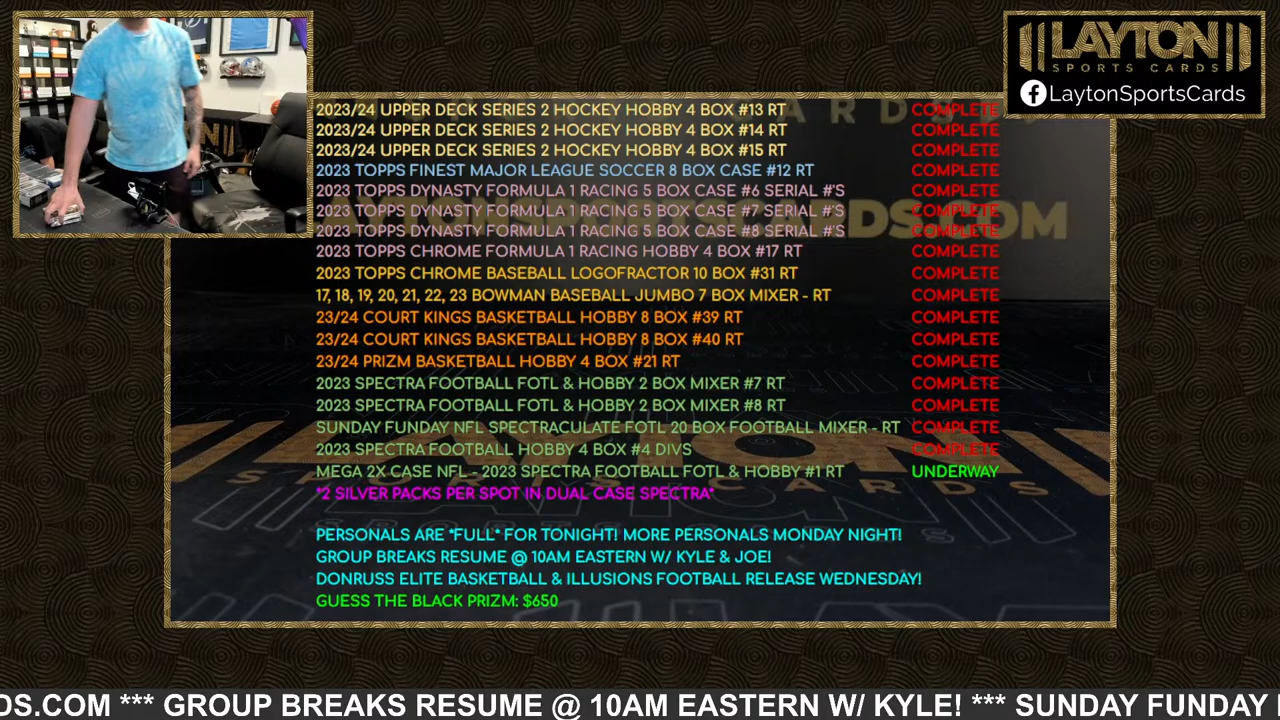 LAYTON
SPORTS CARDS
LaytonSportsCards
2023/24 UPPER DECK SERIES 2 HOCKEY HOBBY 4 BOX #13 RT COMPLETE
2023/24 UPPER DECK SERIES 2 HOCKEY HOBBY 4 BOX #14 RT COMPLETE
2023/24 UPPER DECK SERIES 2 HOCKEY HOBBY 4 BOX #15 RT COMPLETE
2023 TOPPS FINEST MAJOR LEAGUE SOCCER 8 BOX CASE #12 RT COMPLETE
2023 TOPPS DYNASTY FORMULA 1 RACING 5 BOX CASE #6 SERIAL #'S COMPLETE
2023 TOPPS DYNASTY FORMULA 1 RACING 5 BOX CASE #7 SERIAL #'S COMPLETE
2023 TOPPS DYNASTY FORMULA 1 RACING 5 BOX CASE #8 SERIAL #'S COMPLETE
2023 TOPPS CHROME FORMULA 1 RACING HOBBY 4 BOX #17 RT COMPLETE
2023 TOPPS CHROME BASEBALL LOGOFRACTOR 10 BOX #31 RT COMPLETE
17, 18, 19, 20, 21, 22, 23 BOWMAN BASEBALL JUMBO 7 BOX MIXER - RT COMPLETE
23/24 COURT KINGS BASKETBALL HOBBY 8 BOX #39 RT COMPLETE
23/24 COURT KINGS BASKETBALL HOBBY 8 BOX #40 RT COMPLETE
23/24 PRIZM BASKETBALL HOBBY 4 BOX #21 RT COMPLETE
2023 SPECTRA FOOTBALL FOTL & HOBBY 2 BOX MIXER #7 RT COMPLETE
2023 SPECTRA FOOTBALL FOTL & HOBBY 2 BOX MIXER #8 RT COMPLETE
SUNDAY FUNDAY NFL SPECTRACULATE FOTL 20 BOX FOOTBALL MIXER - RT COMPLETE
2023 SPECTRA FOOTBALL HOBBY 4 BOX #4 DIVS COMPLETE
MEGA 2X CASE NFL - 2023 SPECTRA FOOTBALL FOTL & HOBBY #1 RT UNDERWAY
*2 SILVER PACKS PER SPOT IN DUAL CASE SPECTRA*
PERSONALS ARE *FULL* FOR TONIGHT! MORE PERSONALS MONDAY NIGHT!
GROUP BREAKS RESUME @ 10AM EASTERN W/ KYLE & JOE!
DONRUSS ELITE BASKETBALL & ILLUSIONS FOOTBALL RELEASE WEDNESDAY!
GUESS THE BLACK PRIZM: $650
DS.COM *** GROUP BREAKS RESUME @ 10AM EASTERN W/ KYLE! *** SUNDAY FUNDAY